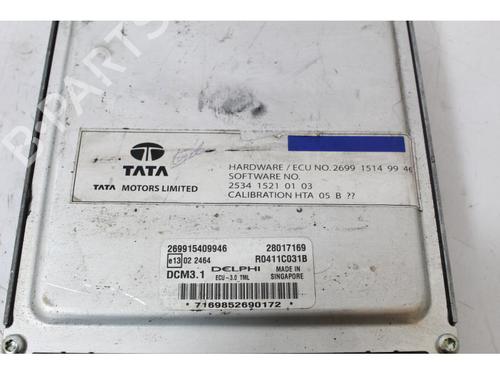 TATA
TATA MOTORS LIMITED
HARDWARE / ECU NO. 2699 1514 99 46
SOFTWARE NO.
2534 1521 01 03
CALIBRATION HTA 05 B ??
269915409946 28017169
e13 02 2464 R0411C031B
DCM3.1 DELPHI MADE IN
ECU-3.0 TML SINGAPORE
*7169852690172*
B-Parts